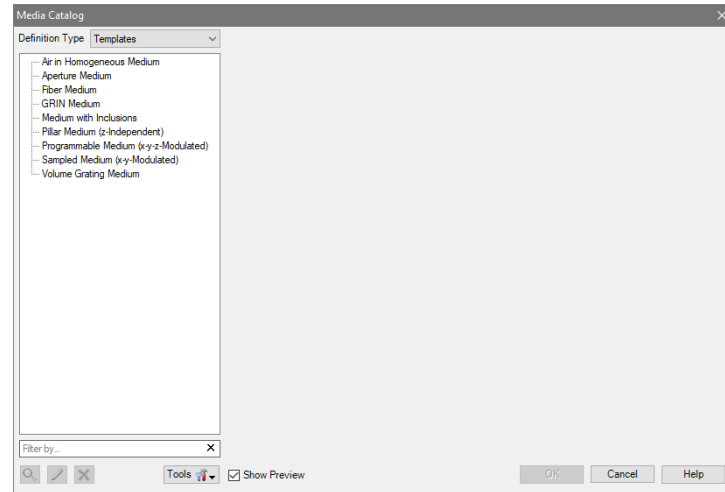 Media Catalog
Definition Type Templates
Air in Homogeneous Medium
Aperture Medium
Fiber Medium
GRIN Medium
Medium with Inclusions
Pillar Medium (z-Independent)
Programmable Medium (x-y-z-Modulated)
Sampled Medium (x-y-Modulated)
Volume Grating Medium
Filter by...
Tools Show Preview OK Cancel Help